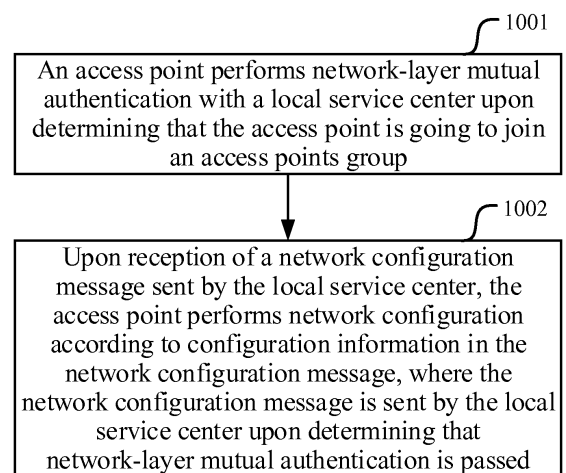 1001
An access point performs network-layer mutual
authentication with a local service center upon
determining that the access point is going to join
an access points group
1002
Upon reception of a network configuration
message sent by the local service center, the
access point performs network configuration
according to configuration information in the
network configuration message, where the
network configuration message is sent by the local
service center upon determining that
network-layer mutual authentication is passed